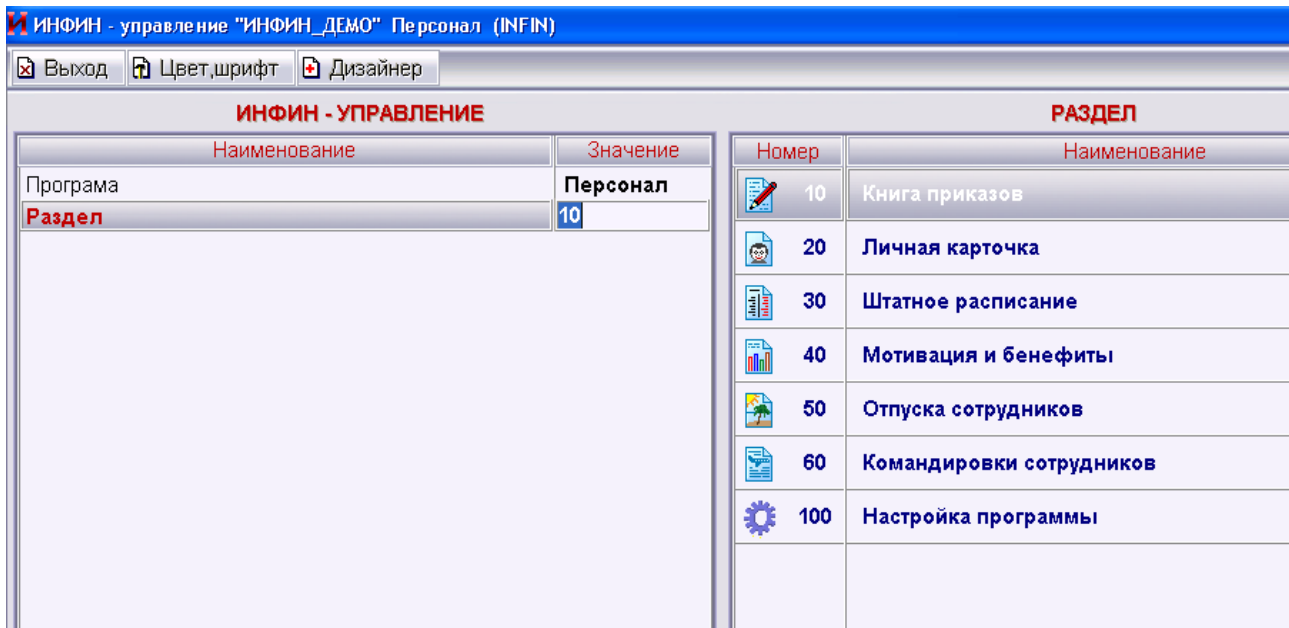 ИНФИН - управление "ИНФИН_ДЕМО" Персонал (INFIN)
Выход Цвет,шрифт Дизайнер
ИНФИН - УПРАВЛЕНИЕ
Наименование Значение
Програма Персонал
Раздел 10
РАЗДЕЛ
Номер Наименование
10 Книга приказов
20 Личная карточка
30 Штатное расписание
40 Мотивация и бенефиты
50 Отпуска сотрудников
60 Командировки сотрудников
100 Настройка программы